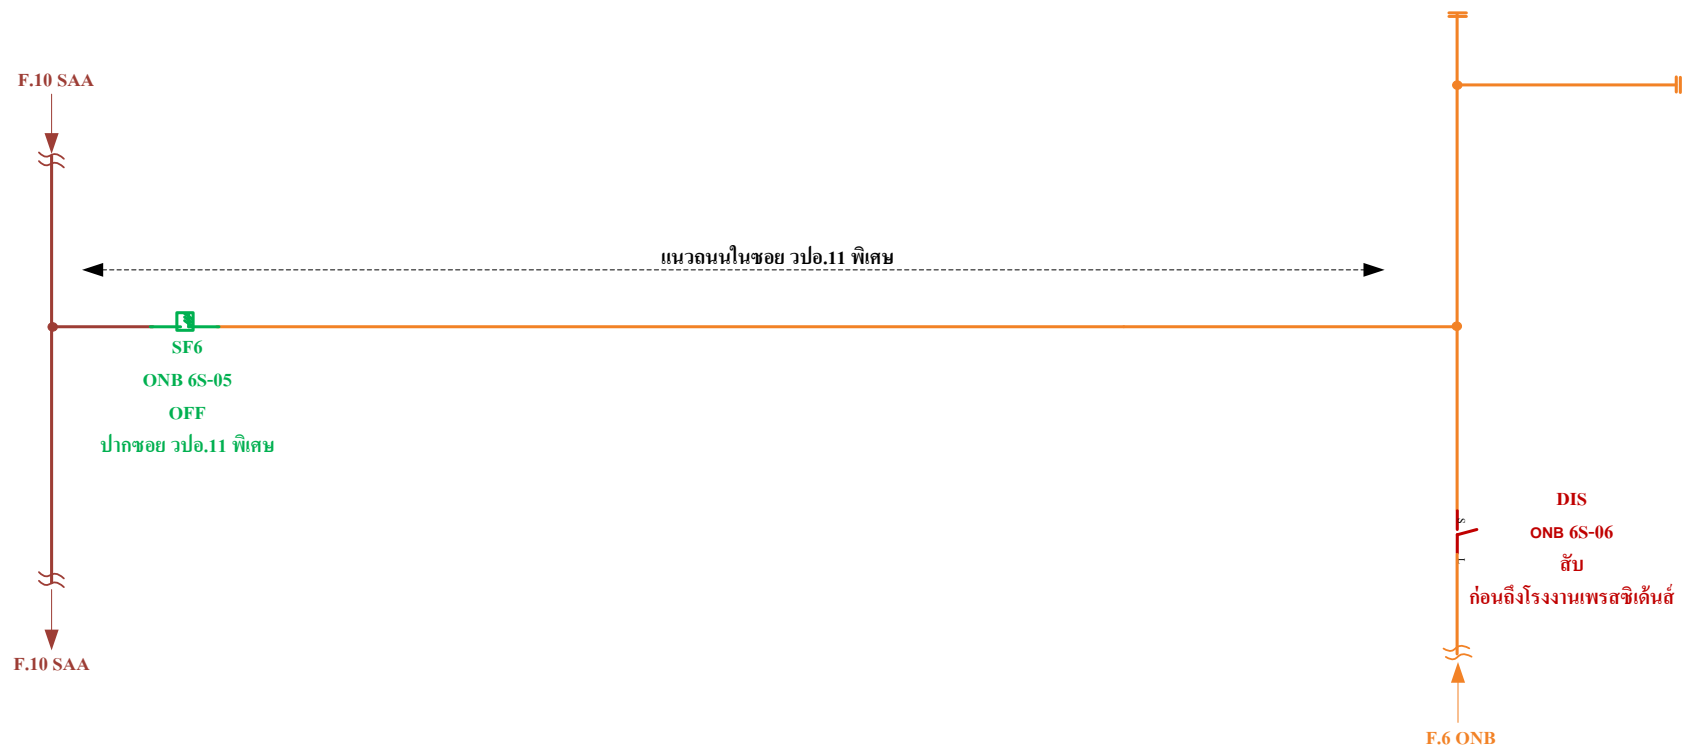 F.10 SAA
แนวถนนในซอย วปอ.11 พิเศษ
SF6
ONB 6S-05
OFF
ปากซอย วปอ.11 พิเศษ
S
L
DIS
ONB 6S-06
สับ
ก่อนถึงโรงงานเพรสซิเด้นส์
F.10 SAA
F.6 ONB